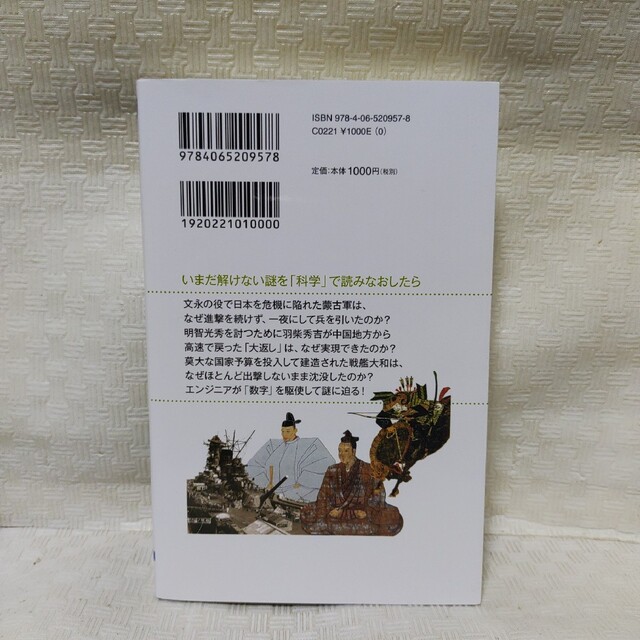 ISBN 978-4-06-520957-8
C0221 ¥1000E (0)
9784065209578
定価:本体1000円(税別)
1920221010000
いまだ解けない謎を「科学」で読みなおしたら
文永の役で日本を危機に陥れた蒙古軍は、
なぜ進撃を続けず、一夜にして兵を引いたのか?
明智光秀を討つために羽柴秀吉が中国地方から
高速で戻った「大返し」は、なぜ実現できたのか?
莫大な国家予算を投入して建造された戦艦大和は、
なぜほとんど出撃しないまま沈没したのか?
エンジニアが「数字」を駆使して謎に迫る!